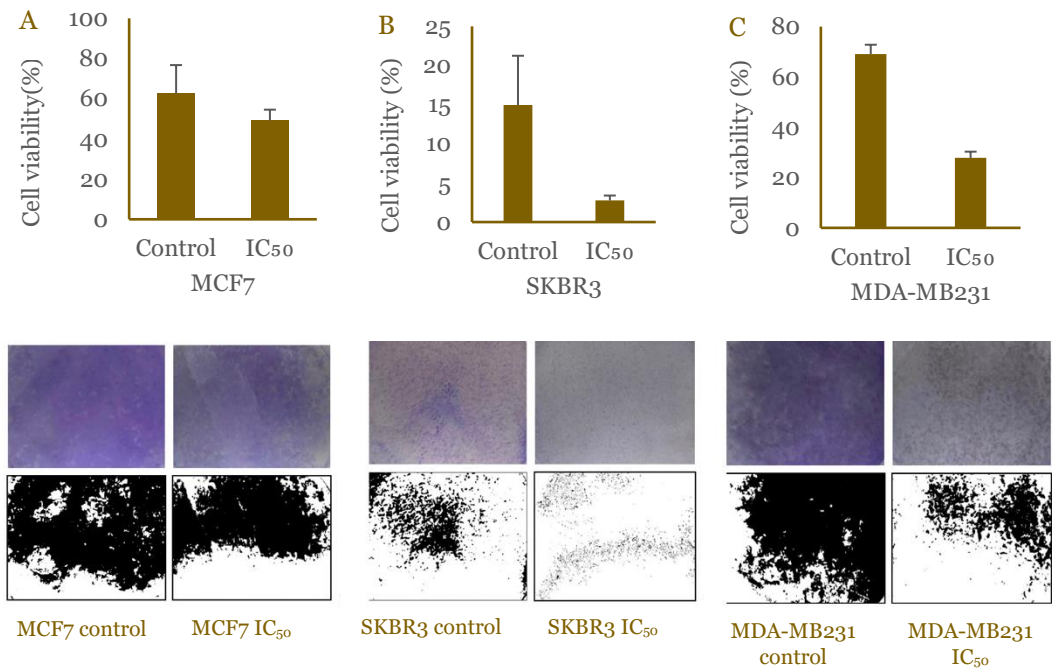 A
Cell viability(%)
100
80
60
40
20
0
Control IC₅₀
MCF7
B
Cell viability (%)
25
20
15
10
5
0
Control IC₅₀
SKBR3
C
Cell viability (%)
80
60
40
20
0
Control IC₅₀
MDA-MB231
MCF7 control
MCF7 IC₅₀
SKBR3 control
SKBR3 IC₅₀
MDA-MB231
control
MDA-MB231
IC₅₀